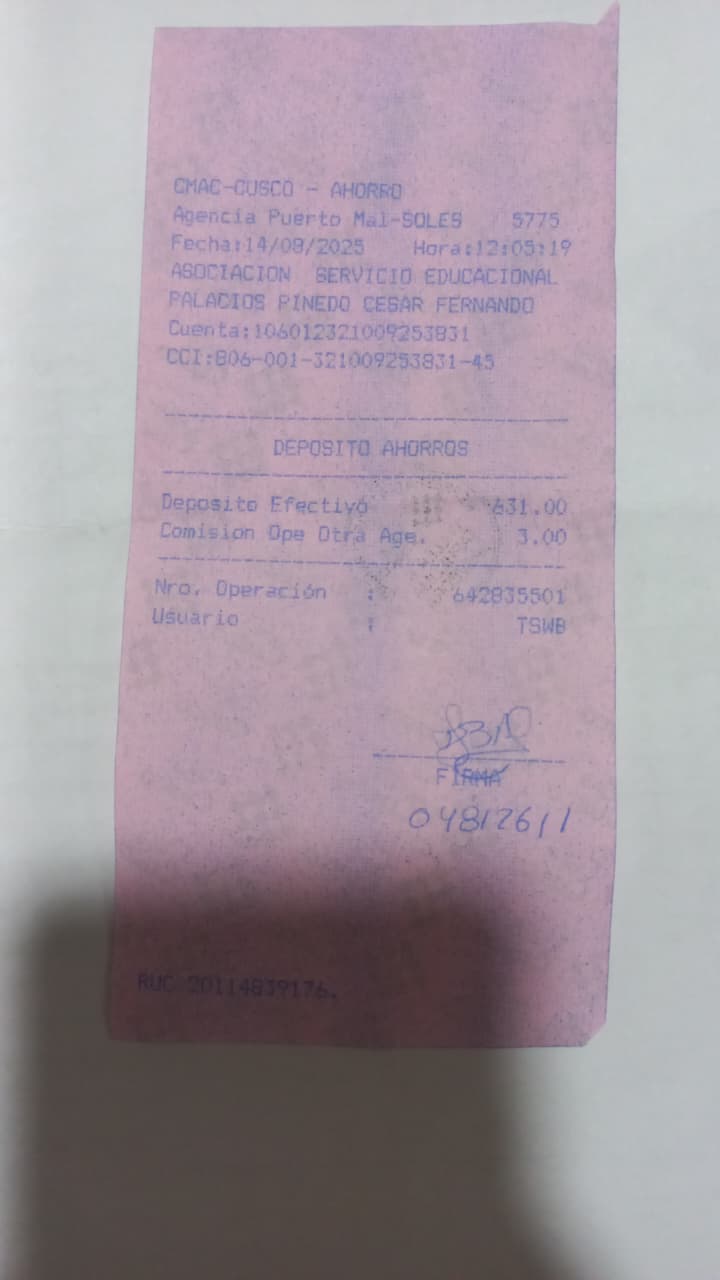 CMAC-CUSCO - AHORRO
Agencia Puerto Mal-SOLES 5775
Fecha:14/08/2025 Hora:12:05:19
ASOCIACION SERVICIO EDUCACIONAL
PALACIOS PINEDO CESAR FERNANDO
Cuenta:106012321009253831
CCI:806-001-321009253831-45
DEPOSITO AHORROS
Deposito Efectivo 631.00
Comision Ope Otra Age. 3.00
Nro. Operación : 642835501
Usuario : TSWB
FIRMA
04812611
RUC 20114839176.